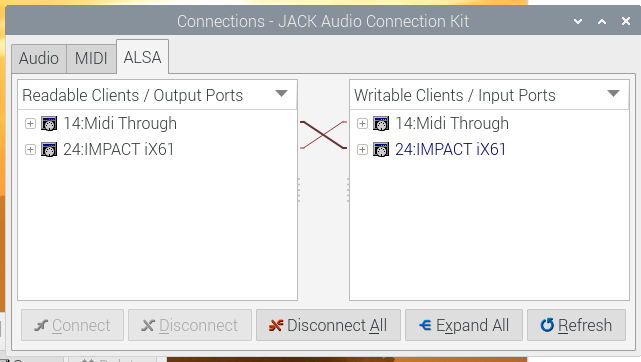 Connections - JACK Audio Connection Kit
Audio MIDI ALSA
Readable Clients / Output Ports
14:Midi Through
24:IMPACT iX61
Writable Clients / Input Ports
14:Midi Through
24:IMPACT iX61
Connect Disconnect Disconnect All Expand All Refresh